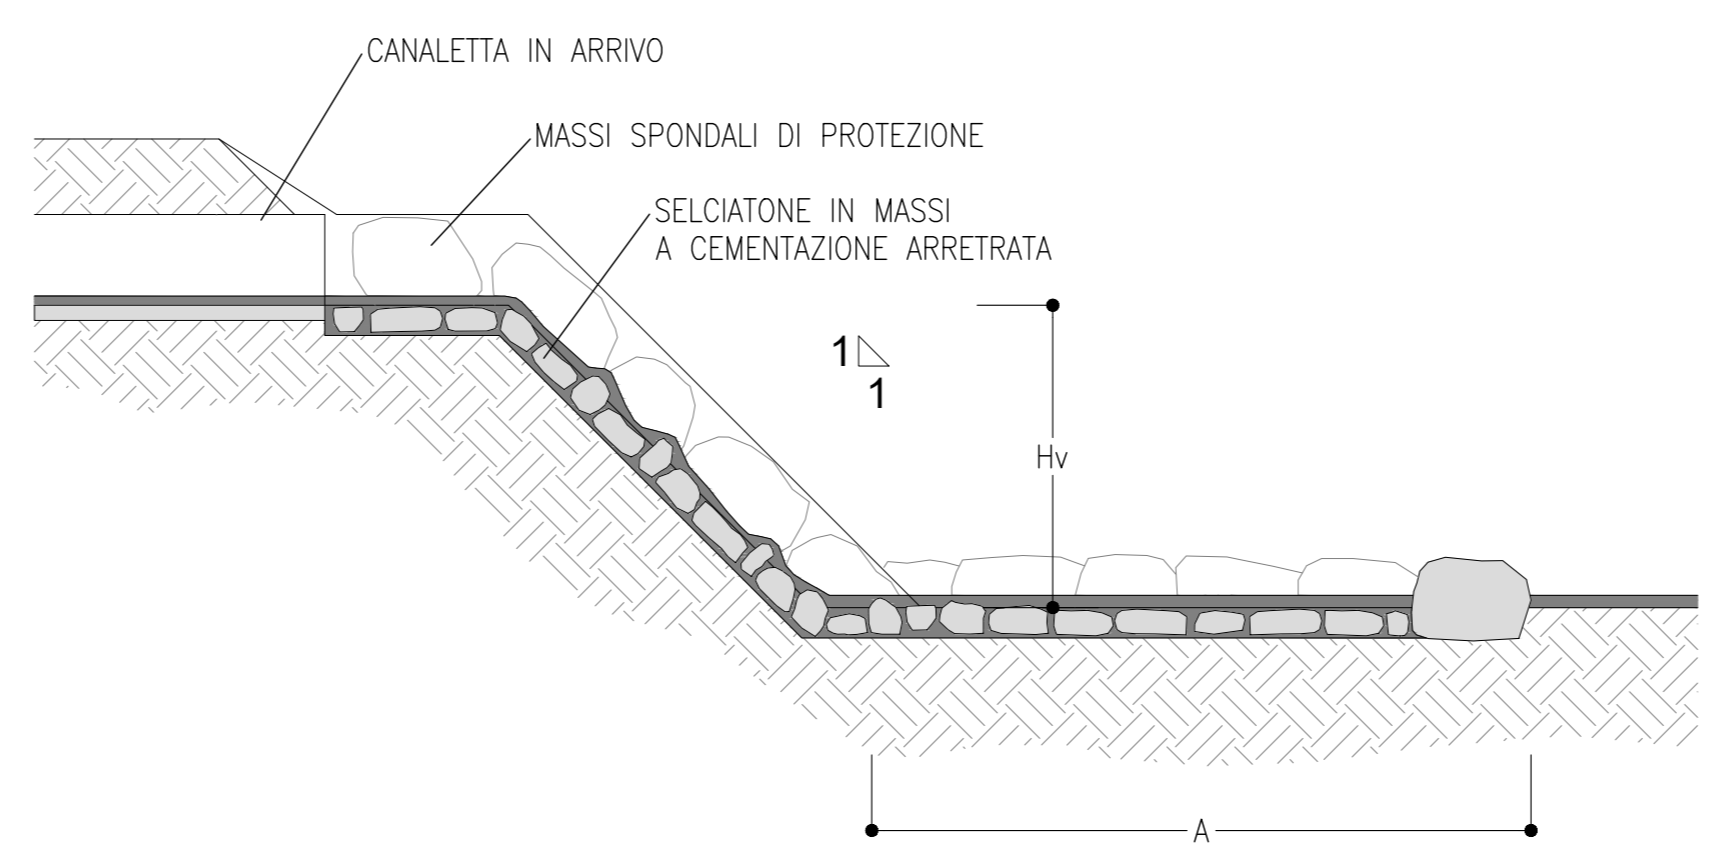 CANALETTA IN ARRIVO
MASSI SPONDALI DI PROTEZIONE
SELCIATONE IN MASSI
A CEMENTAZIONE ARRETRATA
1
1
Hv
A